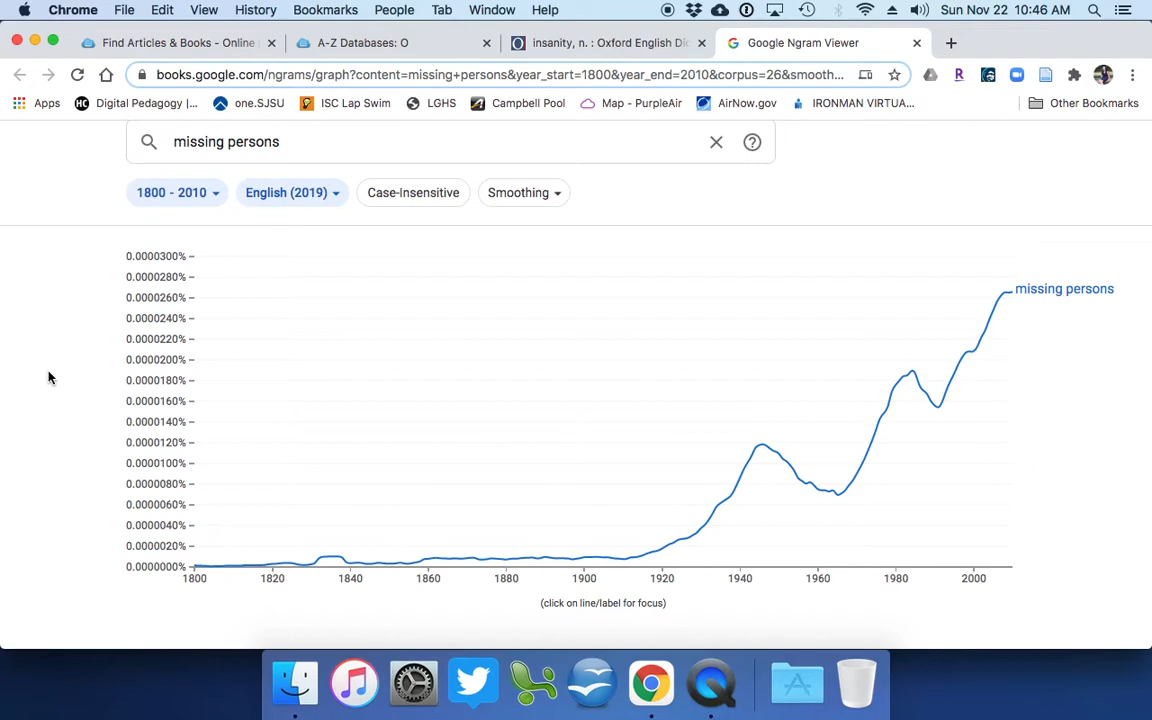 Chrome File Edit View History Bookmarks People Tab Window Help Sun Nov 22 10:46 AM
Find Articles & Books - Online A-Z Databases: O insanity, n. : Oxford English Dic Google Ngram Viewer
books.google.com/ngrams/graph?content=missing+persons&year_start=1800&year_end=2010&corpus=26&smooth...
Apps HC Digital Pedagogy |... one.SJSU ISC Lap Swim LGHS Campbell Pool Map - PurpleAir AirNow.gov IRONMAN VIRTUA... Other Bookmarks
missing persons
1800 - 2010 English (2019) Case-Insensitive Smoothing
0.0000300%
0.0000280%
missing persons
0.0000260%
0.0000240%
0.0000220%
0.0000200%
0.0000180%
0.0000160%
0.0000140%
0.0000120%
0.0000100%
0.0000080%
0.0000060%
0.0000040%
0.0000020%
0.0000000%
1800 1820 1840 1860 1880 1900 1920 1940 1960 1980 2000
(click on line/label for focus)